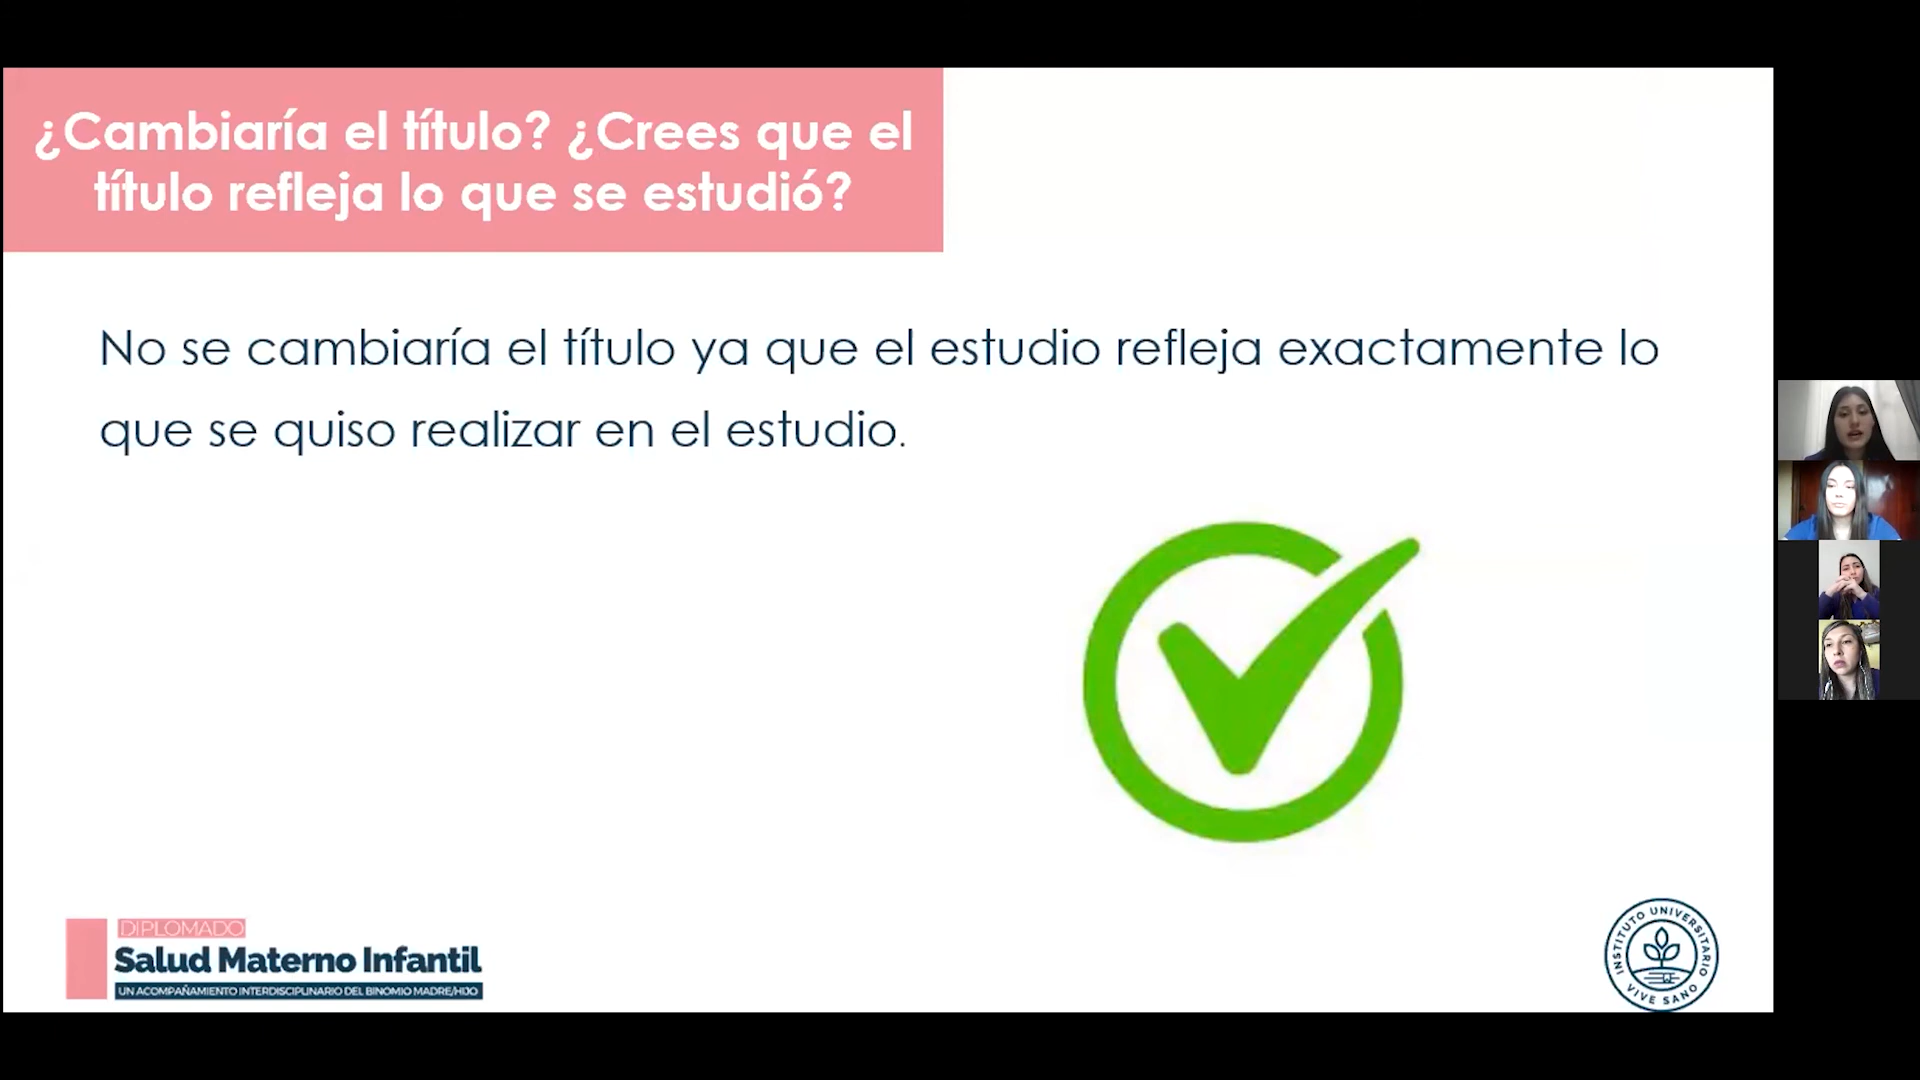 ¿Cambiaría el título? ¿Crees que el
título refleja lo que se estudió?
No se cambiaría el título ya que el estudio refleja exactamente lo
que se quiso realizar en el estudio.
DIPLOMADO
Salud Materno Infantil
UN ACOMPAÑAMIENTO INTERDISCIPLINARIO DEL BINOMIO MADRE/HIJO
INSTITUTO UNIVERSITARIO
VIVE SANO